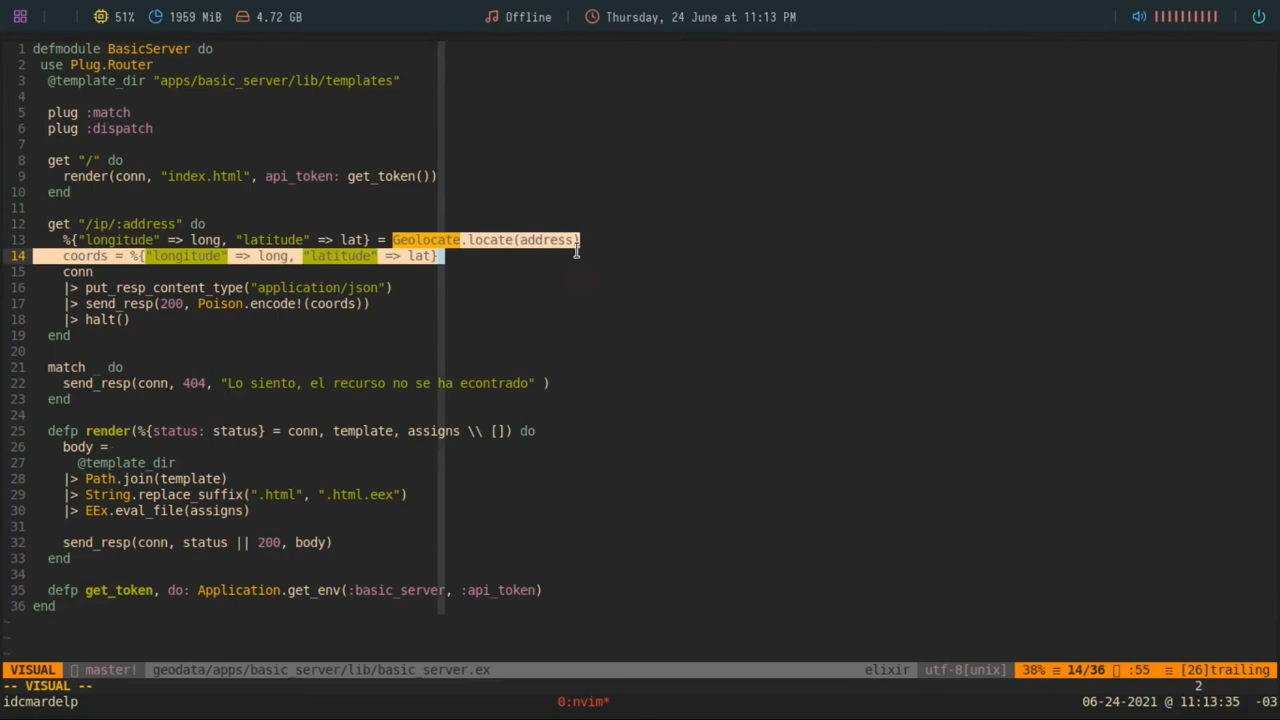 51% 1959 MiB 4.72 GB Offline Thursday, 24 June at 11:13 PM
1 defmodule BasicServer do
2 use Plug.Router
3 @template_dir "apps/basic_server/lib/templates"
4
5 plug :match
6 plug :dispatch
7
8 get "/" do
9 render(conn, "index.html", api_token: get_token())
10 end
11
12 get "/ip/:address" do
13 %{"longitude" => long, "latitude" => lat} = Geolocate.locate(address)
14 coords = %{"longitude" => long, "latitude" => lat}
15 conn
16 |> put_resp_content_type("application/json")
17 |> send_resp(200, Poison.encode!(coords))
18 |> halt()
19 end
20
21 match _ do
22 send_resp(conn, 404, "Lo siento, el recurso no se ha econtrado" )
23 end
24
25 defp render(%{status: status} = conn, template, assigns \\ []) do
26 body =
27 @template_dir
28 |> Path.join(template)
29 |> String.replace_suffix(".html", ".html.eex")
30 |> EEx.eval_file(assigns)
31
32 send_resp(conn, status || 200, body)
33 end
34
35 defp get_token, do: Application.get_env(:basic_server, :api_token)
36 end
~
~
VISUAL master! geodata/apps/basic_server/lib/basic_server.ex elixir utf-8[unix] 38% ≡ 14/36 :55 ≡ [26]trailing
-- VISUAL -- 2
idcmardelp 0:nvim* 06-24-2021 @ 11:13:35 -03